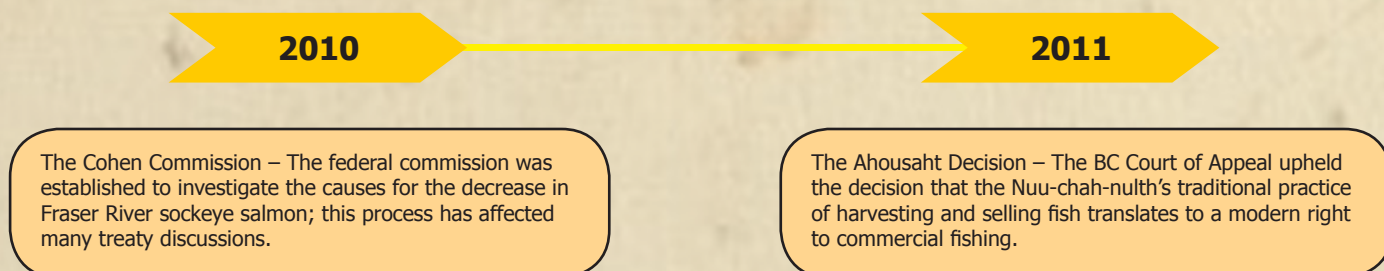 2010
2011
The Cohen Commission – The federal commission was
established to investigate the causes for the decrease in
Fraser River sockeye salmon; this process has affected
many treaty discussions.
The Ahousaht Decision – The BC Court of Appeal upheld
the decision that the Nuu-chah-nulth's traditional practice
of harvesting and selling fish translates to a modern right
to commercial fishing.